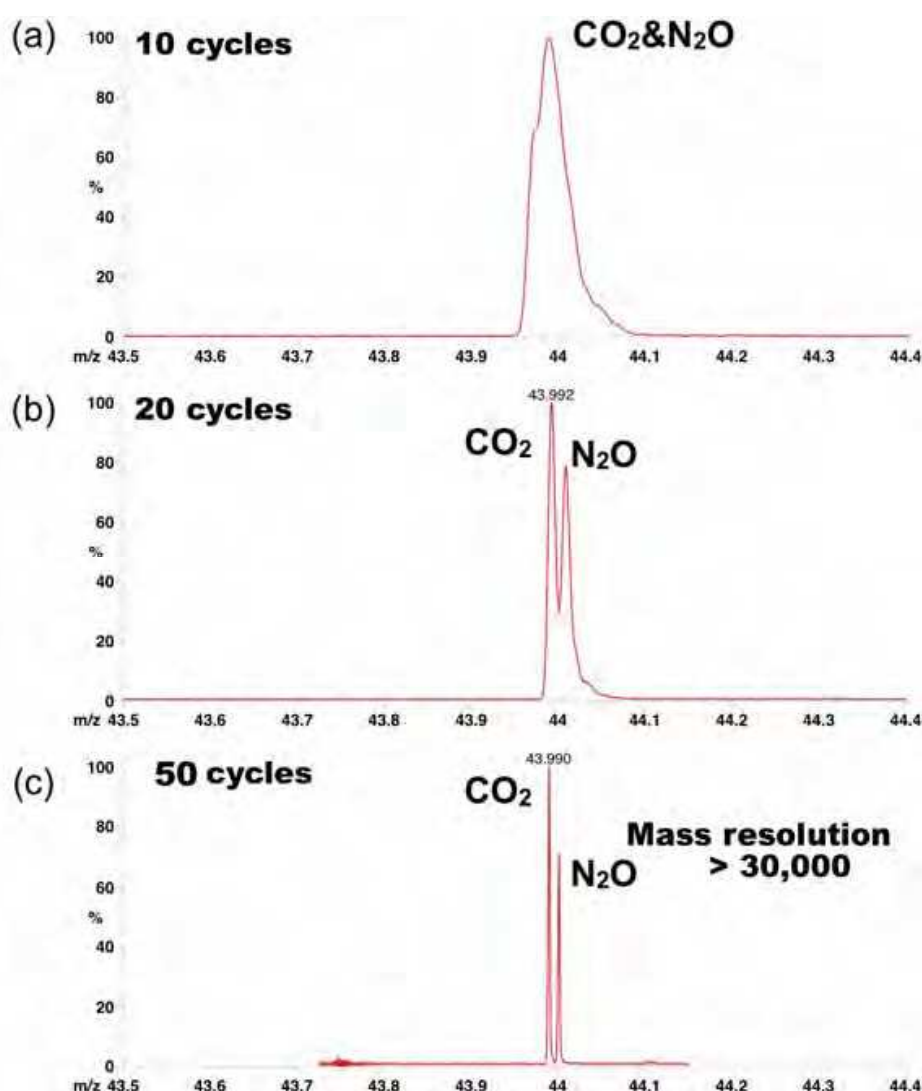 (a) 10 cycles CO₂&N₂O
100
80
60
%
40
20
0
m/z 43.5 43.6 43.7 43.8 43.9 44 44.1 44.2 44.3 44.4
(b) 20 cycles
100
43.992
CO₂ N₂O
80
60
%
40
20
0
m/z 43.5 43.6 43.7 43.8 43.9 44 44.1 44.2 44.3 44.4
(c) 50 cycles
100
43.990
CO₂
80
Mass resolution
> 30,000
N₂O
60
%
40
20
0
m/z 43.5 43.6 43.7 43.8 43.9 44 44.1 44.2 44.3 44.4